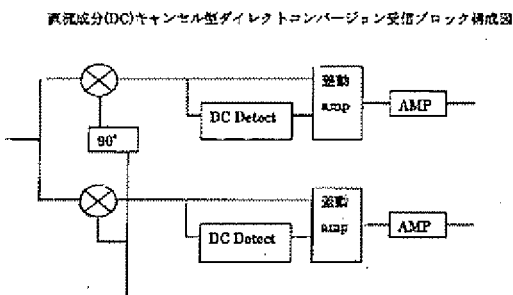 直流成分(DC)キャンセル型ダイレクトコンバージョン受信ブロック構成図
差動
amp
AMP
DC Detect
90°
差動
amp
AMP
DC Detect